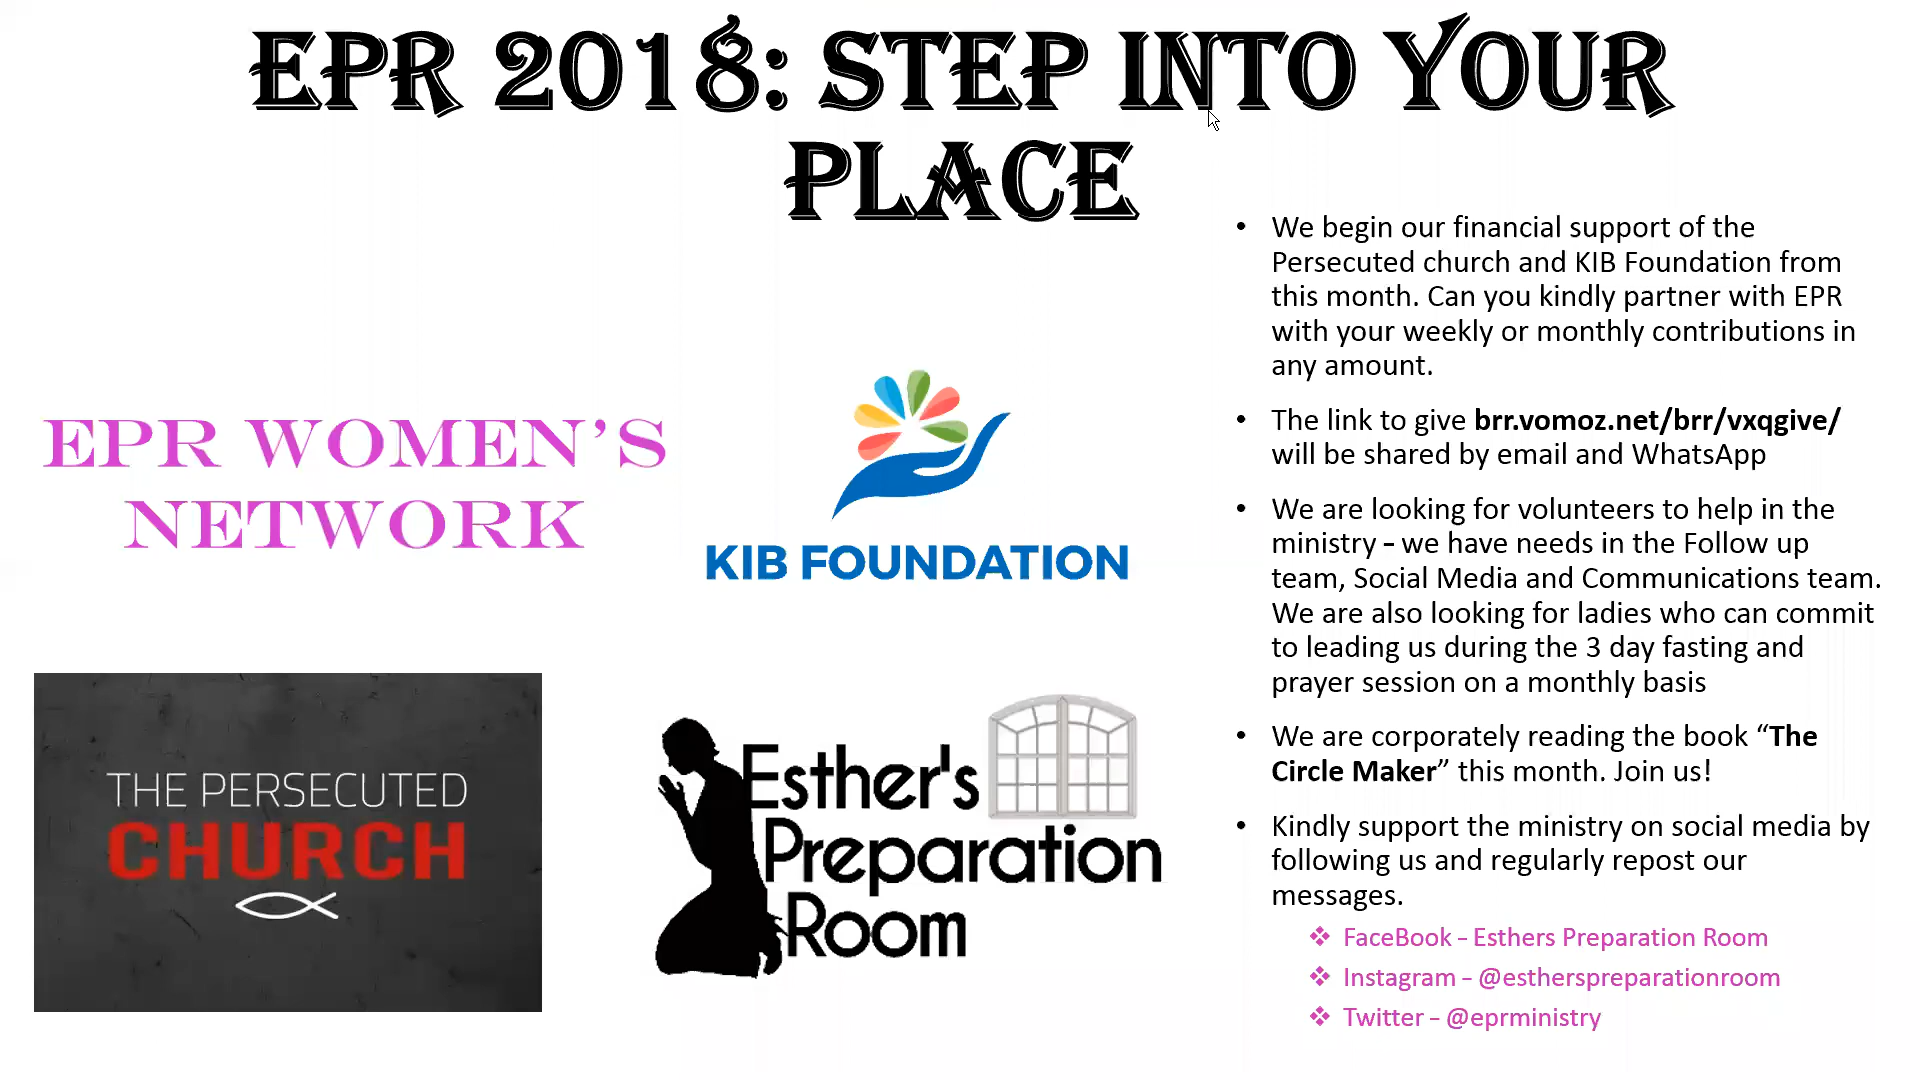 EPR 2018: STEP INTO YOUR
PLACE
EPR WOMEN'S
NETWORK
KIB FOUNDATION
THE PERSECUTED
CHURCH
Esther's
Preparation
Room
• We begin our financial support of the
Persecuted church and KIB Foundation from
this month. Can you kindly partner with EPR
with your weekly or monthly contributions in
any amount.
• The link to give brr.vomoz.net/brr/vxqgive/
will be shared by email and WhatsApp
• We are looking for volunteers to help in the
ministry – we have needs in the Follow up
team, Social Media and Communications team.
We are also looking for ladies who can commit
to leading us during the 3 day fasting and
prayer session on a monthly basis
• We are corporately reading the book “The
Circle Maker” this month. Join us!
• Kindly support the ministry on social media by
following us and regularly repost our
messages.
❖ FaceBook – Esthers Preparation Room
❖ Instagram – @estherspreparationroom
❖ Twitter – @eprministry